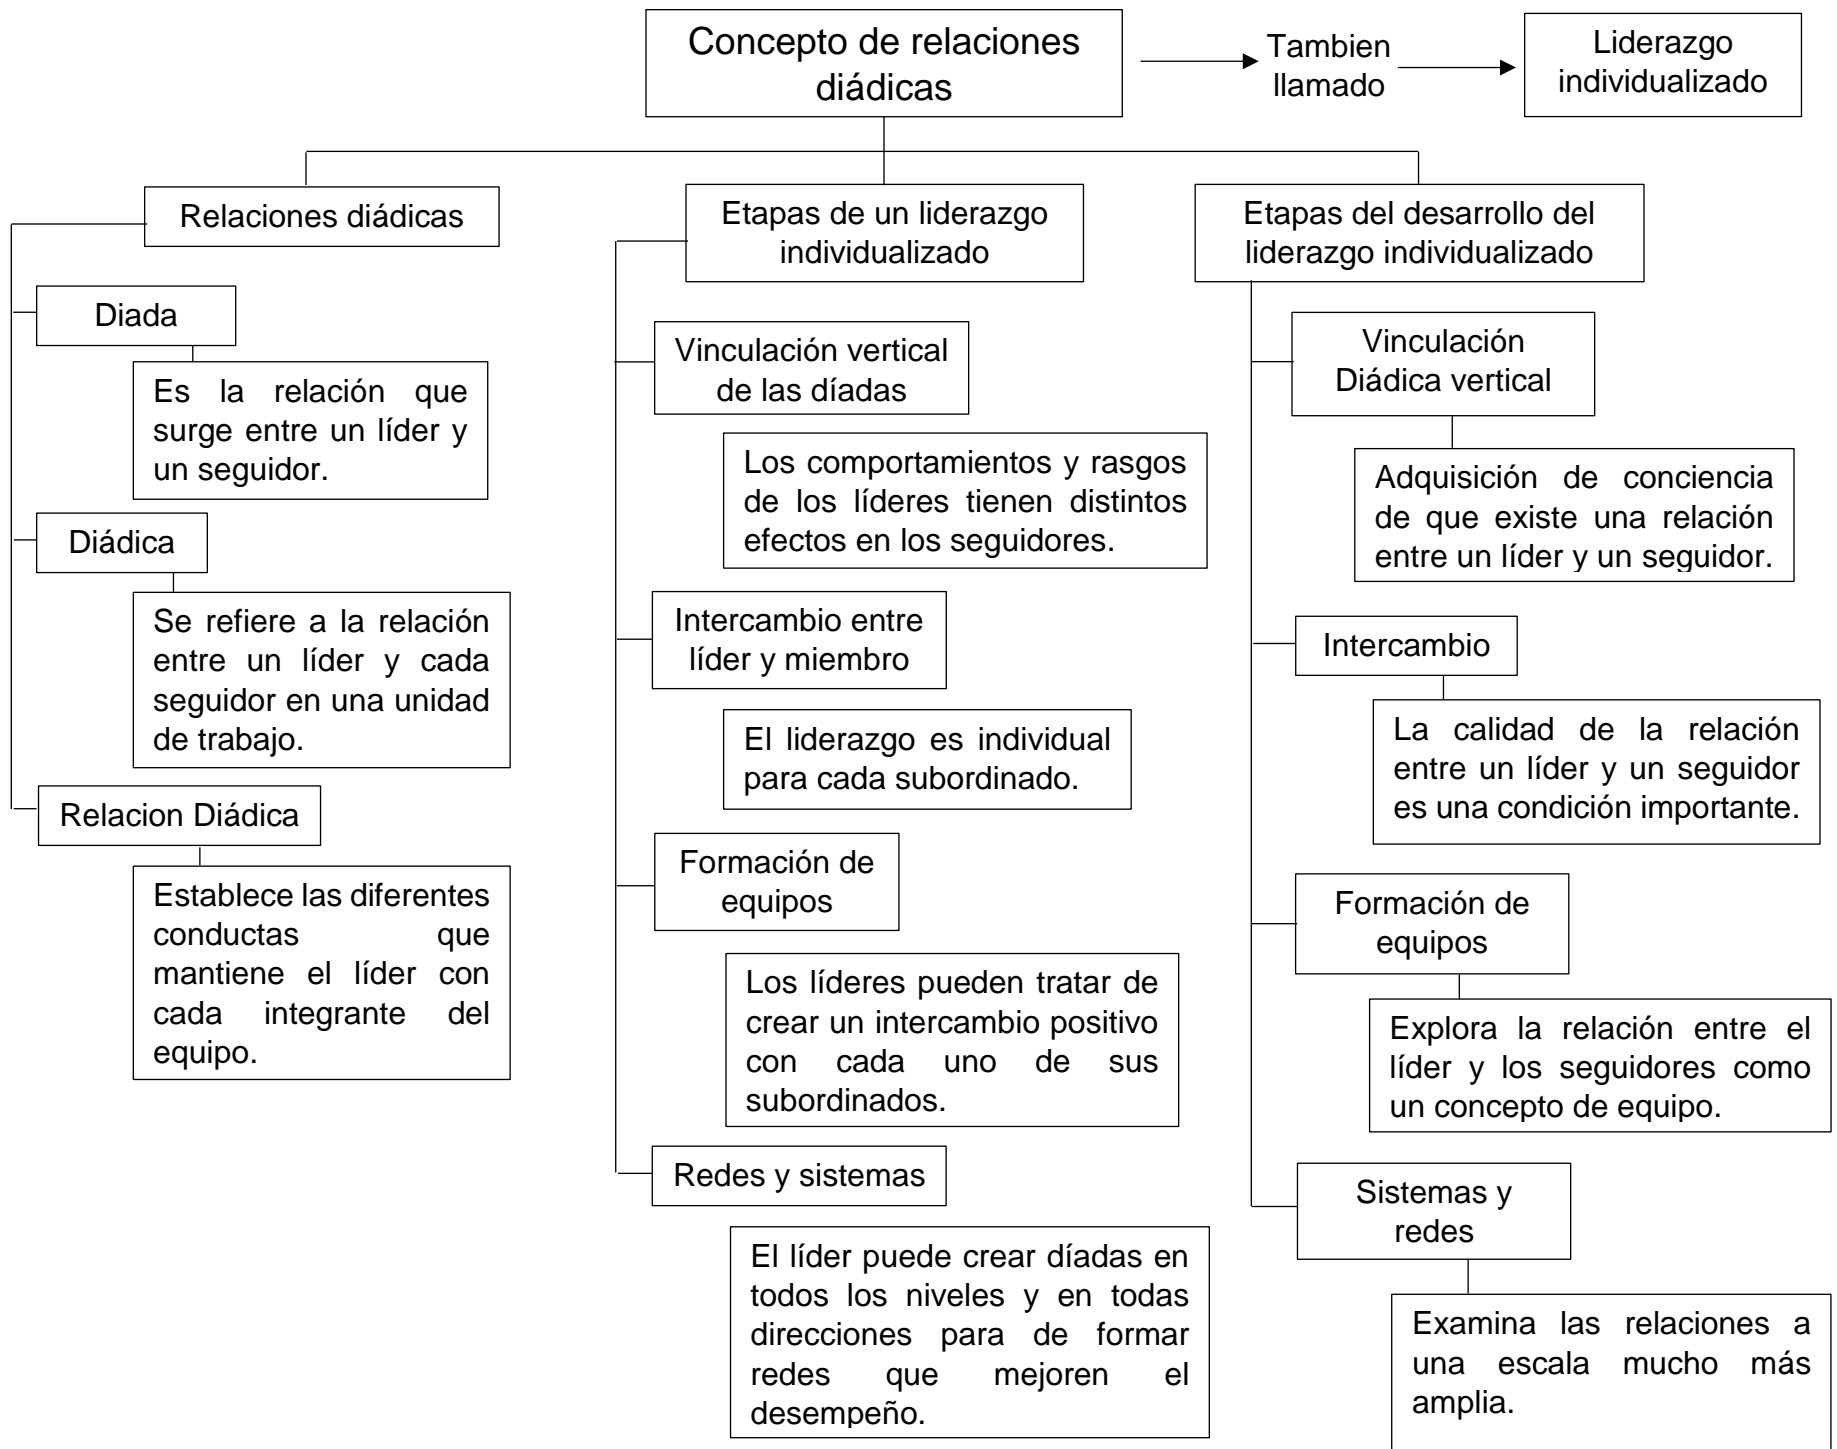 Concepto de relaciones
diádicas
Tambien
llamado
Liderazgo
individualizado
Relaciones diádicas
Diada
Es la relación que
surge entre un líder y
un seguidor.
Diádica
Se refiere a la relación
entre un líder y cada
seguidor en una unidad
de trabajo.
Relacion Diádica
Establece las diferentes
conductas que
mantiene el líder con
cada integrante del
equipo.
Etapas de un liderazgo
individualizado
Vinculación vertical
de las díadas
Los comportamientos y rasgos
de los líderes tienen distintos
efectos en los seguidores.
Intercambio entre
líder y miembro
El liderazgo es individual
para cada subordinado.
Formación de
equipos
Los líderes pueden tratar de
crear un intercambio positivo
con cada uno de sus
subordinados.
Redes y sistemas
El líder puede crear díadas en
todos los niveles y en todas
direcciones para de formar
redes que mejoren el
desempeño.
Etapas del desarrollo del
liderazgo individualizado
Vinculación
Diádica vertical
Adquisición de conciencia
de que existe una relación
entre un líder y un seguidor.
Intercambio
La calidad de la relación
entre un líder y un seguidor
es una condición importante.
Formación de
equipos
Explora la relación entre el
líder y los seguidores como
un concepto de equipo.
Sistemas y
redes
Examina las relaciones a
una escala mucho más
amplia.